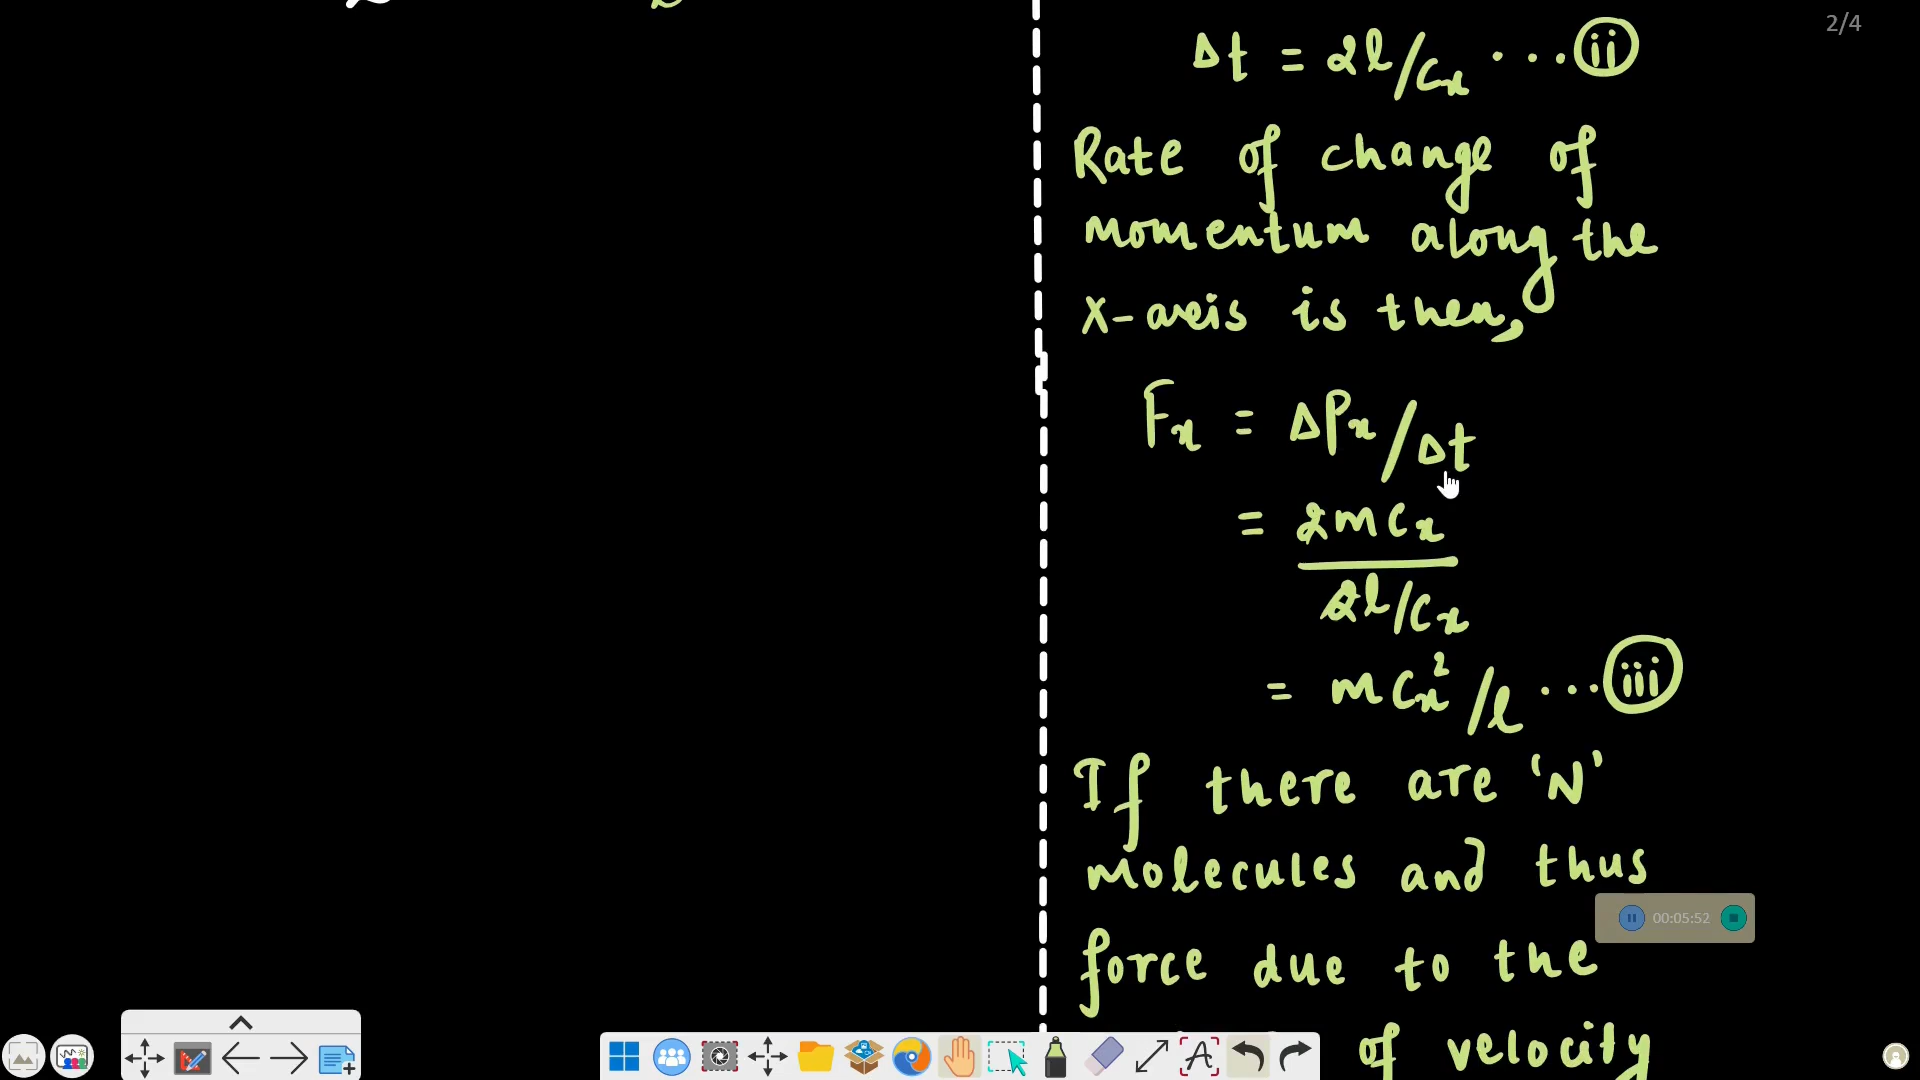 2/4
Δt = 2l/Cx ... ii
Rate of change of
momentum along the
X-axis is then,
Fx = ΔPx/Δt
= 2mCx
2l/Cx
= mCx²/l ... iii
If there are 'N'
molecules and thus
00:05:52
force due to the
of velocity